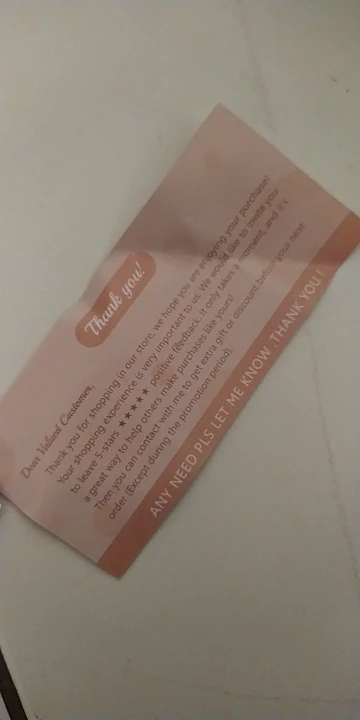 Thank you!
Dear Valued Customer,
Thank you for shopping in our store, we hope you are enjoying your purchase!
Your shopping experience is very important to us. We would like to invite you
to leave 5-stars ★★★★★ positive feedback. It only takes a moment, and it's
a great way to help others make purchases like yours!
Then you can contact with me to get extra gift or discount before your next
order (Except during the promotion period).
ANY NEED PLS LET ME KNOW . THANK YOU !